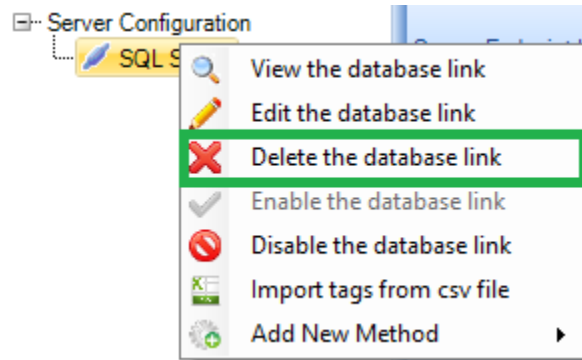 Server Configuration
SQL S
View the database link
Edit the database link
Delete the database link
Enable the database link
Disable the database link
Import tags from csv file
Add New Method